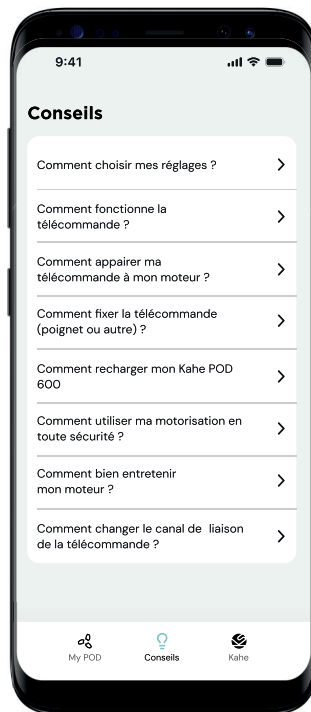 9:41
Conseils
Comment choisir mes réglages ?
Comment fonctionne la
télécommande ?
Comment appairer ma
télécommande à mon moteur ?
Comment fixer la télécommande
(poignet ou autre) ?
Comment recharger mon Kahe POD
600
Comment utiliser ma motorisation en
toute sécurité ?
Comment bien entretenir
mon moteur ?
Comment changer le canal de  liaison
de la télécommande ?
My POD
Conseils
Kahe